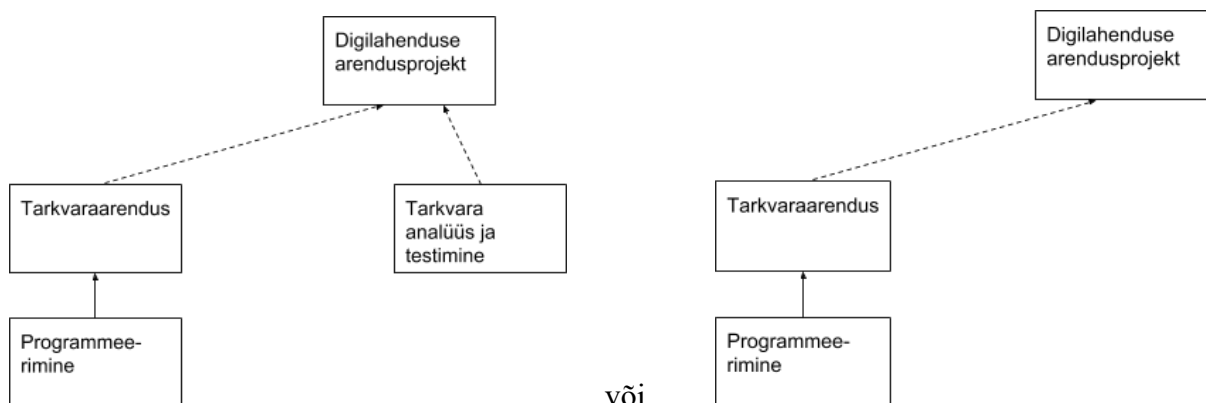 Digilahenduse
arendusprojekt
Tarkvaraarendus
Tarkvara
analüüs ja
testimine
Programmee-
rimine
või
Digilahenduse
arendusprojekt
Tarkvaraarendus
Programmee-
rimine